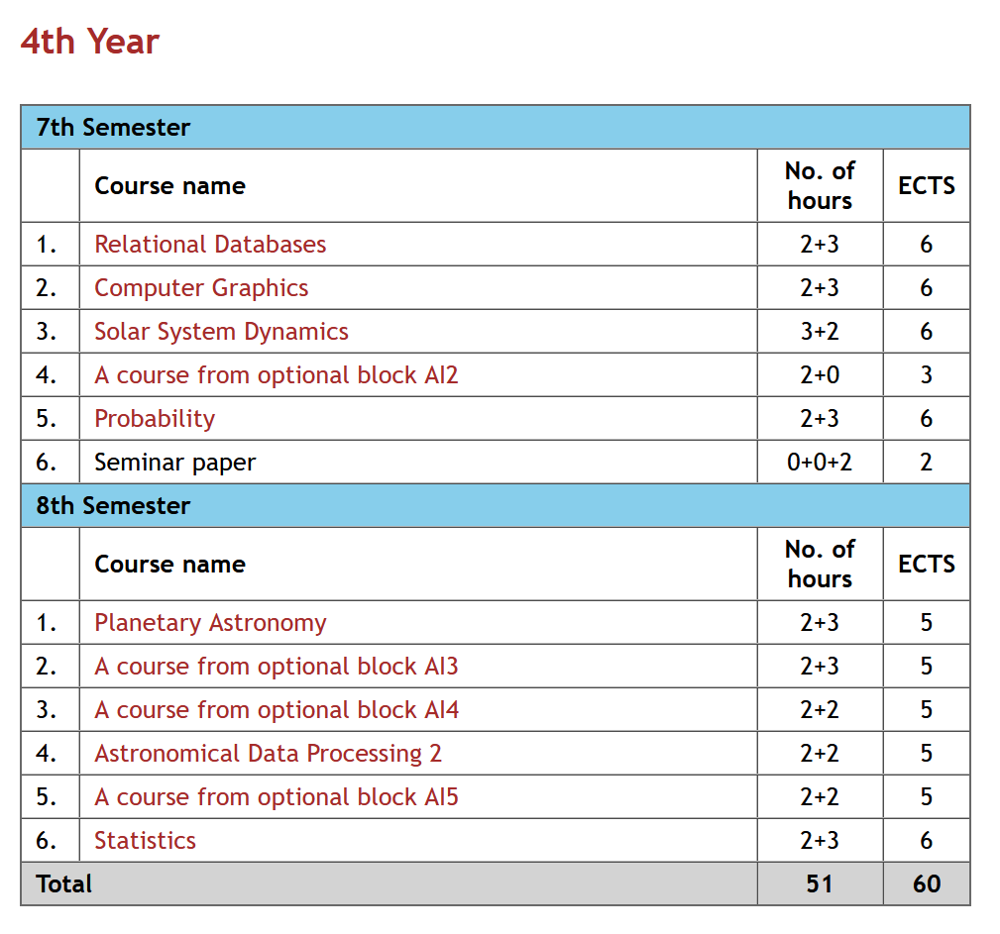 4th Year
7th Semester
Course name No. of hours ECTS
1. Relational Databases 2+3 6
2. Computer Graphics 2+3 6
3. Solar System Dynamics 3+2 6
4. A course from optional block AI2 2+0 3
5. Probability 2+3 6
6. Seminar paper 0+0+2 2
8th Semester
Course name No. of hours ECTS
1. Planetary Astronomy 2+3 5
2. A course from optional block AI3 2+3 5
3. A course from optional block AI4 2+2 5
4. Astronomical Data Processing 2 2+2 5
5. A course from optional block AI5 2+2 5
6. Statistics 2+3 6
Total 51 60